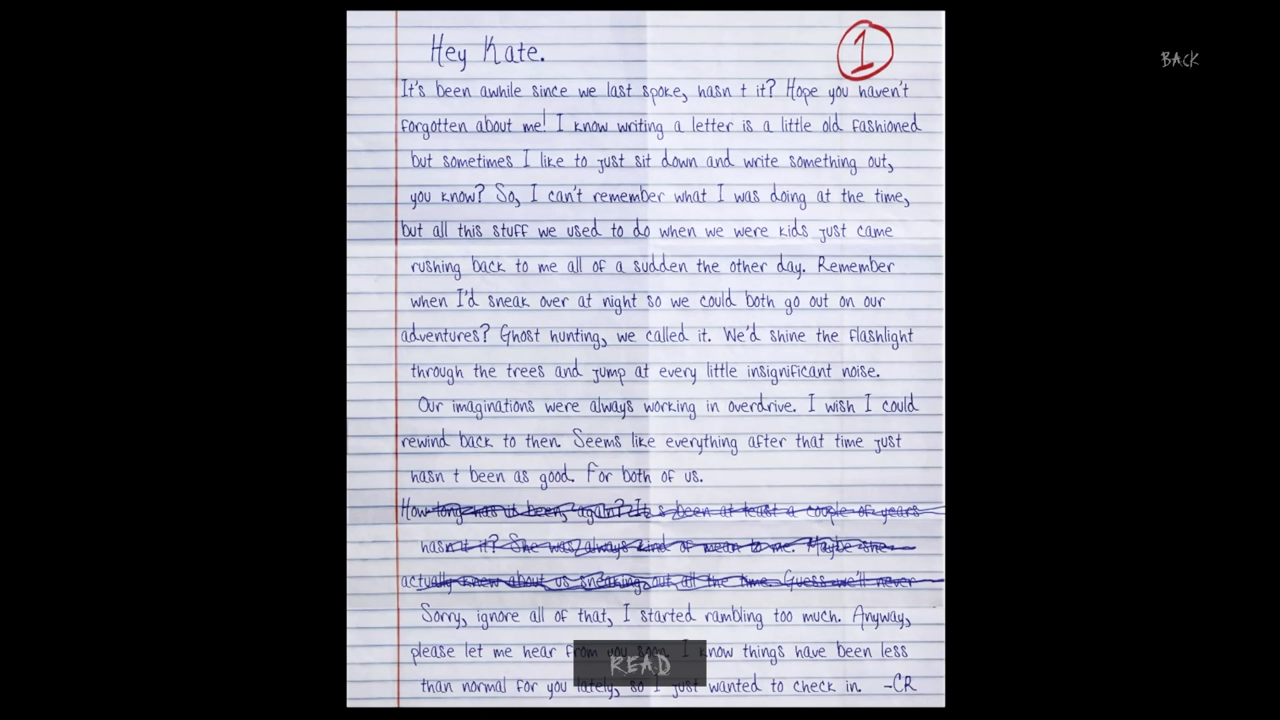 Hey Kate.
1
BACK
It's been awhile since we last spoke, hasn t it? Hope you haven't
forgotten about me! I know writing a letter is a little old fashioned
but sometimes I like to just sit down and write something out,
you know? So, I can't remember what I was doing at the time,
but all this stuff we used to do when we were kids just came
rushing back to me all of a sudden the other day. Remember
when I'd sneak over at night so we could both go out on our
adventures? Ghost hunting, we called it. We'd shine the flashlight
through the trees and jump at every little insignificant noise.
Our imaginations were always working in overdrive. I wish I could
rewind back to then. Seems like everything after that time just
hasn t been as good. For both of us.
How long has it been, again? It s been at least a couple of years
hasn t it? She was always kind of mean to me. Maybe she
actually knew about us sneaking out all the time. Guess we'll never
Sorry, ignore all of that, I started rambling too much. Anyway,
please let me hear from you soon. I know things have been less
READ
than normal for you lately, so I just wanted to check in. -CR